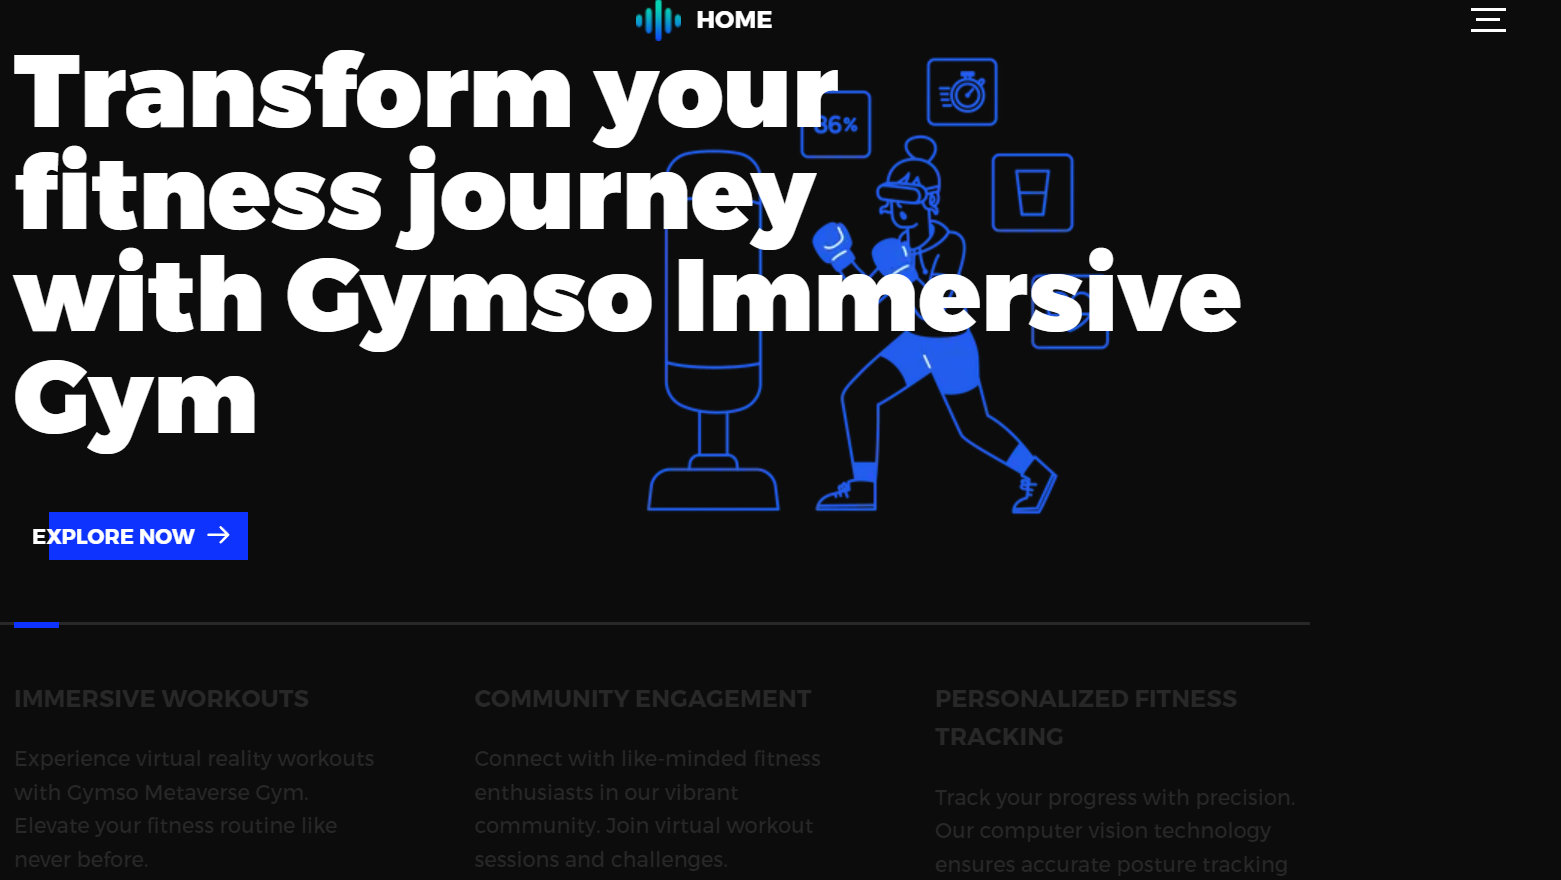 HOME
Transform your
fitness journey
with Gymso Immersive
Gym
86%
EXPLORE NOW
IMMERSIVE WORKOUTS
Experience virtual reality workouts
with Gymso Metaverse Gym.
Elevate your fitness routine like
never before.
COMMUNITY ENGAGEMENT
Connect with like-minded fitness
enthusiasts in our vibrant
community. Join virtual workout
sessions and challenges.
PERSONALIZED FITNESS
TRACKING
Track your progress with precision.
Our computer vision technology
ensures accurate posture tracking